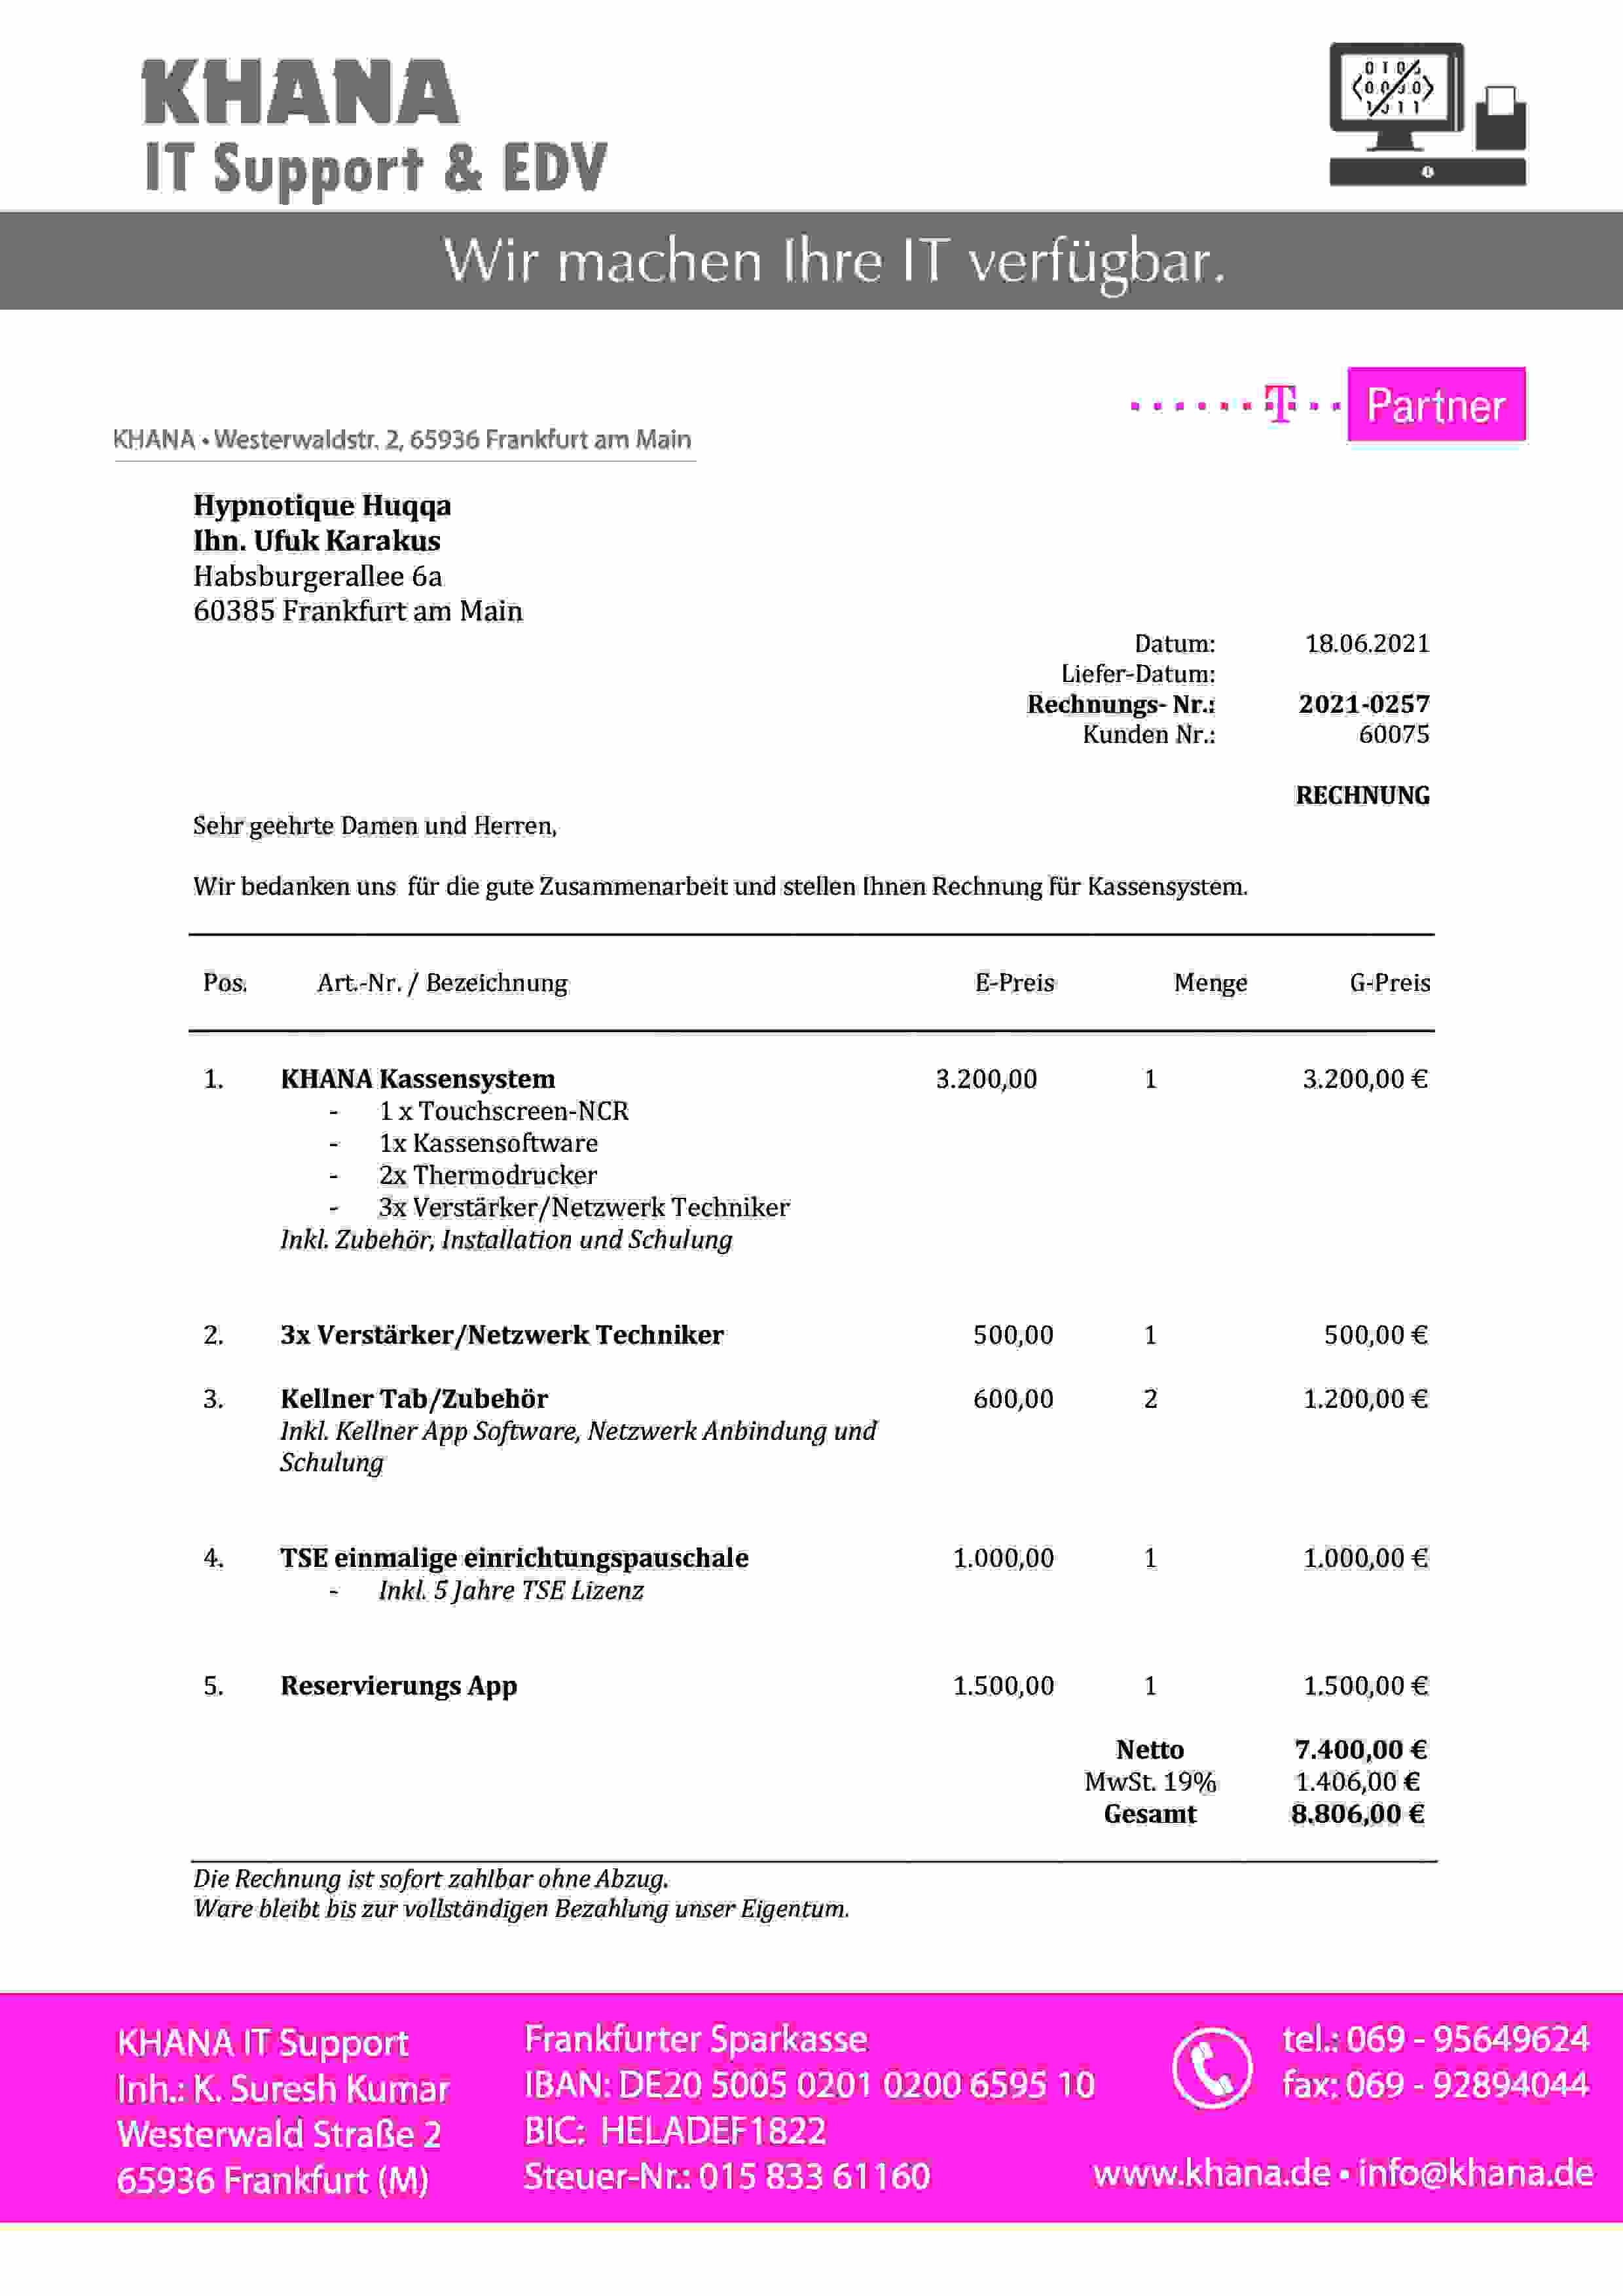 KHANA
IT Support & EDV
Wir machen Ihre IT verfügbar.
T Partner
KHANA • Westerwaldstr. 2, 65936 Frankfurt am Main
Hypnotique Huqqa
Ihn. Ufuk Karakus
Habsburgerallee 6a
60385 Frankfurt am Main
Datum: 18.06.2021
Liefer-Datum:
Rechnungs- Nr.: 2021-0257
Kunden Nr.: 60075
RECHNUNG
Sehr geehrte Damen und Herren,
Wir bedanken uns für die gute Zusammenarbeit und stellen Ihnen Rechnung für Kassensystem.
Pos. Art.-Nr. / Bezeichnung E-Preis Menge G-Preis
1. KHANA Kassensystem 3.200,00 1 3.200,00 €
- 1 x Touchscreen-NCR
- 1x Kassensoftware
- 2x Thermodrucker
- 3x Verstärker/Netzwerk Techniker
Inkl. Zubehör, Installation und Schulung
2. 3x Verstärker/Netzwerk Techniker 500,00 1 500,00 €
3. Kellner Tab/Zubehör 600,00 2 1.200,00 €
Inkl. Kellner App Software, Netzwerk Anbindung und
Schulung
4. TSE einmalige einrichtungspauschale 1.000,00 1 1.000,00 €
- Inkl. 5 Jahre TSE Lizenz
5. Reservierungs App 1.500,00 1 1.500,00 €
Netto 7.400,00 €
MwSt. 19% 1.406,00 €
Gesamt 8.806,00 €
Die Rechnung ist sofort zahlbar ohne Abzug.
Ware bleibt bis zur vollständigen Bezahlung unser Eigentum.
KHANA IT Support
Inh.: K. Suresh Kumar
Westerwald Straße 2
65936 Frankfurt (M)
Frankfurter Sparkasse
IBAN: DE20 5005 0201 0200 6595 10
BIC: HELADEF1822
Steuer-Nr.: 015 833 61160
tel.: 069 - 95649624
fax: 069 - 92894044
www.khana.de • info@khana.de